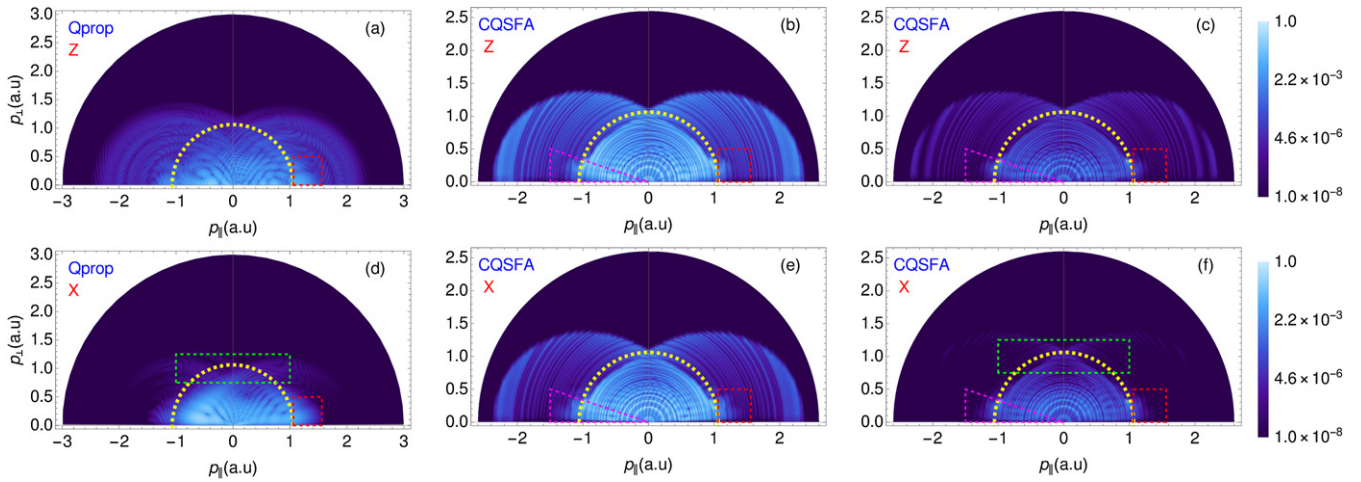 Qprop (a)
Z
p⊥(a.u)
3.0
2.5
2.0
1.5
1.0
0.5
0.0
−3 −2 −1 0 1 2 3
p∥(a.u)
CQSFA (b)
Z
2.5
2.0
1.5
1.0
0.5
0.0
−2 −1 0 1 2
p∥(a.u)
CQSFA (c)
Z
2.5
2.0
1.5
1.0
0.5
0.0
−2 −1 0 1 2
p∥(a.u)
1.0
2.2 × 10⁻³
4.6 × 10⁻⁶
1.0 × 10⁻⁸
Qprop (d)
X
p⊥(a.u)
3.0
2.5
2.0
1.5
1.0
0.5
0.0
−3 −2 −1 0 1 2 3
p∥(a.u)
CQSFA (e)
X
2.5
2.0
1.5
1.0
0.5
0.0
−2 −1 0 1 2
p∥(a.u)
CQSFA (f)
X
2.5
2.0
1.5
1.0
0.5
0.0
−2 −1 0 1 2
p∥(a.u)
1.0
2.2 × 10⁻³
4.6 × 10⁻⁶
1.0 × 10⁻⁸